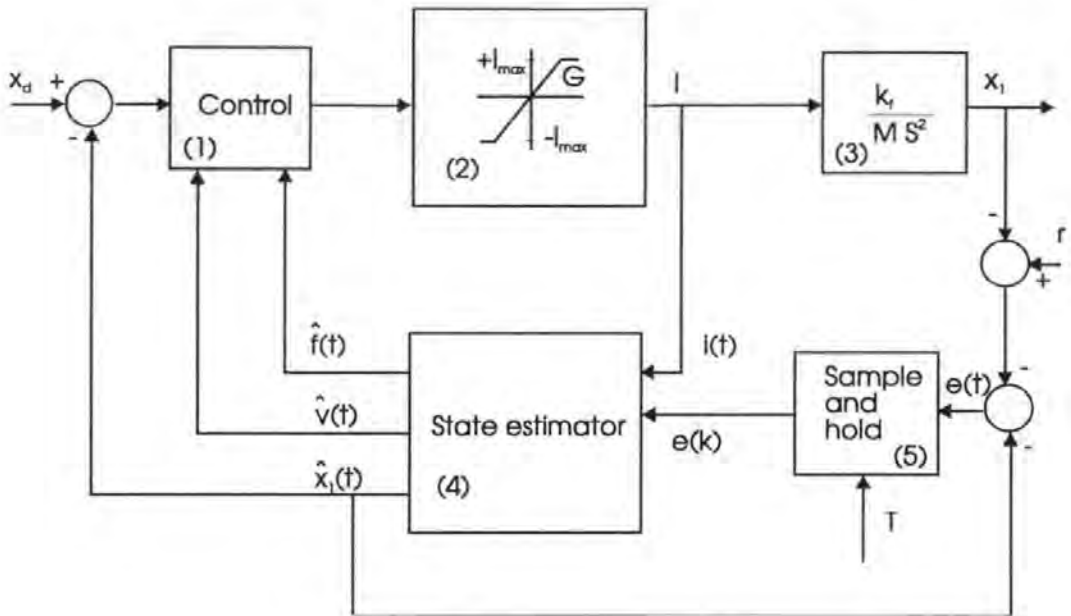 x_d
+
-
Control
(1)
+I_max
G
-I_max
(2)
I
k_f
M S²
(3)
x_1
-
r
+
f̂(t)
v̂(t)
x̂_1(t)
State estimator
(4)
i(t)
e(k)
Sample
and
hold
(5)
e(t)
-
-
T